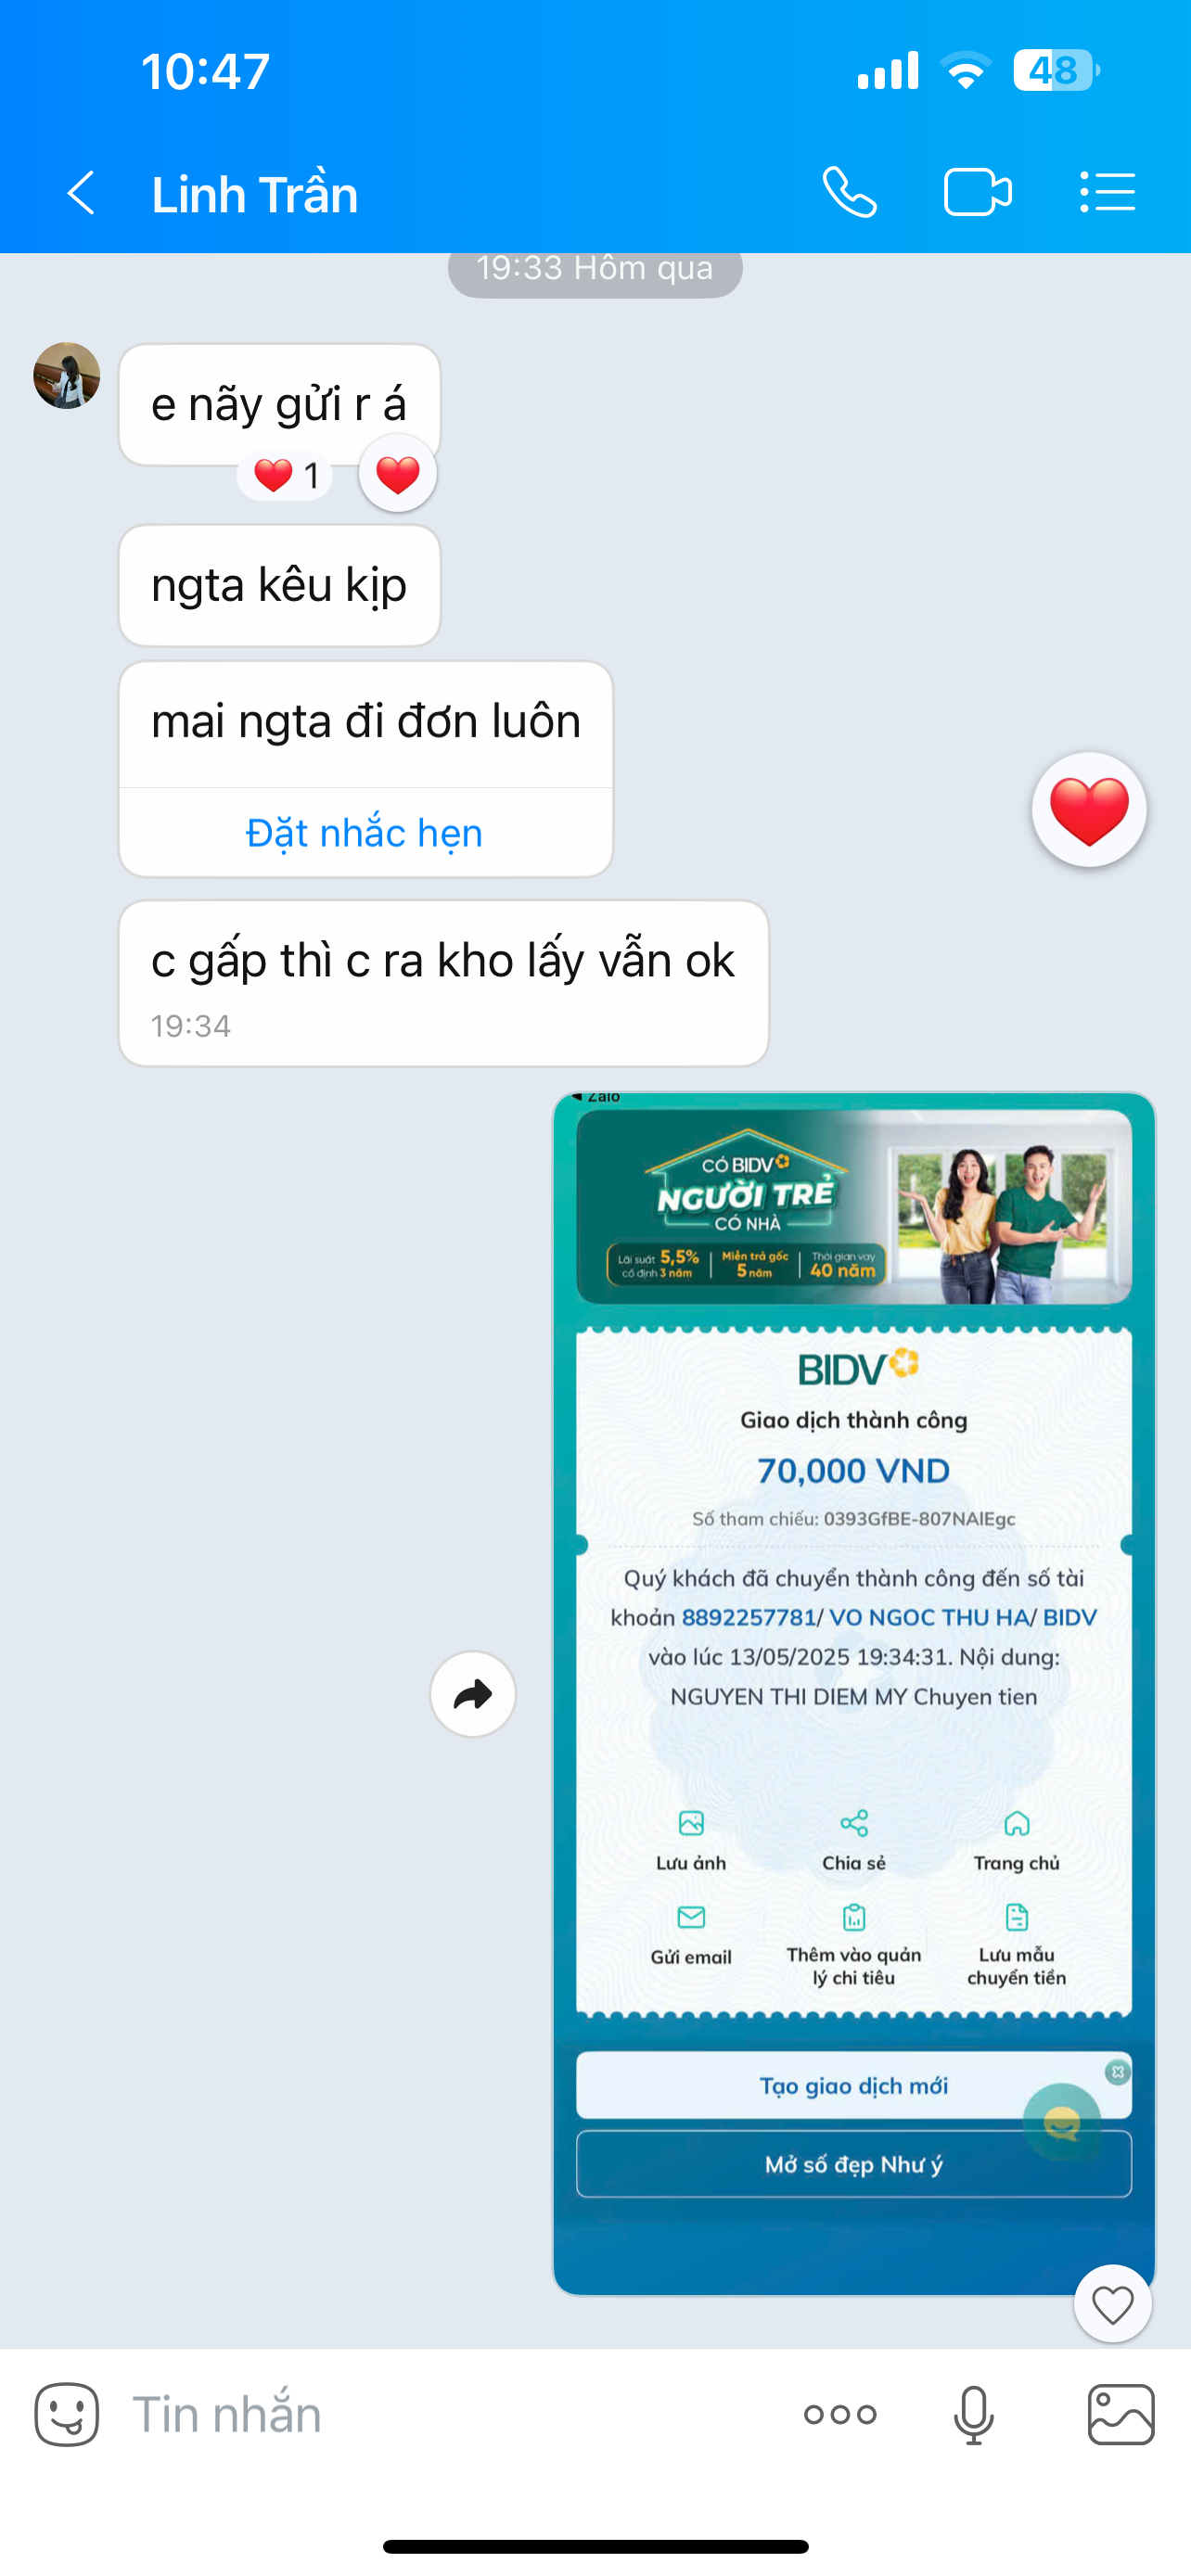 10:47
48
Linh Trần
19:33 Hôm qua
e nãy gửi r á
1
ngta kêu kịp
mai ngta đi đơn luôn
Đặt nhắc hẹn
c gấp thì c ra kho lấy vẫn ok
19:34
◄ Zalo
CÓ BIDV
NGƯỜI TRẺ
CÓ NHÀ
Lãi suất 5,5%
cố định 3 năm
Miễn trả gốc
5 năm
Thời gian vay
40 năm
BIDV
Giao dịch thành công
70,000 VND
Số tham chiếu: 0393GfBE-807NAlEgc
Quý khách đã chuyển thành công đến số tài
khoản 8892257781/ VO NGOC THU HA/ BIDV
vào lúc 13/05/2025 19:34:31. Nội dung:
NGUYEN THI DIEM MY Chuyen tien
Lưu ảnh
Chia sẻ
Trang chủ
Gửi email
Thêm vào quản
lý chi tiêu
Lưu mẫu
chuyển tiền
Tạo giao dịch mới
Mở số đẹp Như ý
Tin nhắn